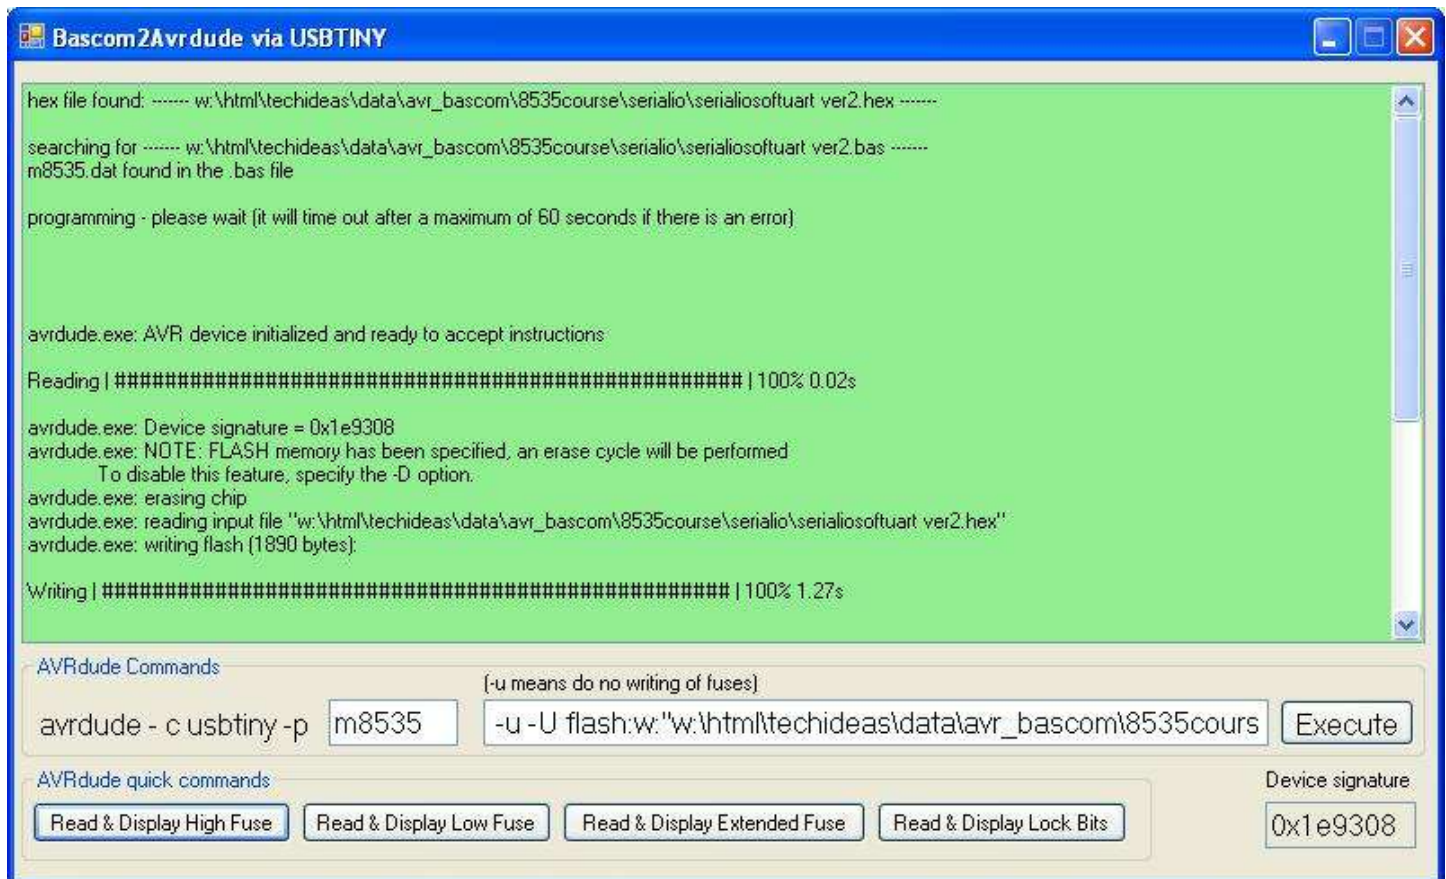 Bascom2Avrdude via USBTINY
hex file found: ------- w:\html\techideas\data\avr_bascom\8535course\serialio\serialiosoftuart ver2.hex -------
searching for ------- w:\html\techideas\data\avr_bascom\8535course\serialio\serialiosoftuart ver2.bas -------
m8535.dat found in the .bas file
programming - please wait (it will time out after a maximum of 60 seconds if there is an error)
avrdude.exe: AVR device initialized and ready to accept instructions
Reading | ################################################## | 100% 0.02s
avrdude.exe: Device signature = 0x1e9308
avrdude.exe: NOTE: FLASH memory has been specified, an erase cycle will be performed
To disable this feature, specify the -D option.
avrdude.exe: erasing chip
avrdude.exe: reading input file "w:\html\techideas\data\avr_bascom\8535course\serialio\serialiosoftuart ver2.hex"
avrdude.exe: writing flash (1890 bytes):
Writing | ################################################## | 100% 1.27s
AVRdude Commands
(-u means do no writing of fuses)
avrdude - c usbtiny -p m8535 -u -U flash:w:"w:\html\techideas\data\avr_bascom\8535cours Execute
AVRdude quick commands Device signature
Read & Display High Fuse Read & Display Low Fuse Read & Display Extended Fuse Read & Display Lock Bits 0x1e9308